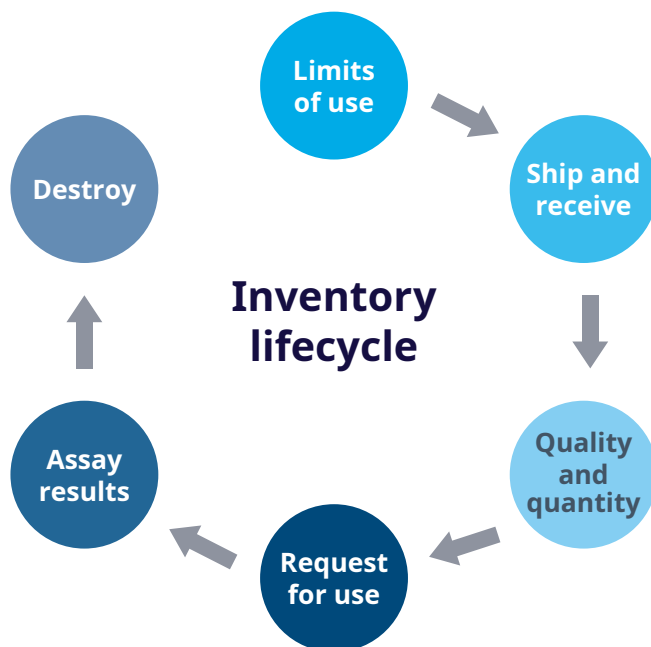 Limits
of use
Ship and
receive
Quality
and
quantity
Request
for use
Assay
results
Destroy
Inventory
lifecycle